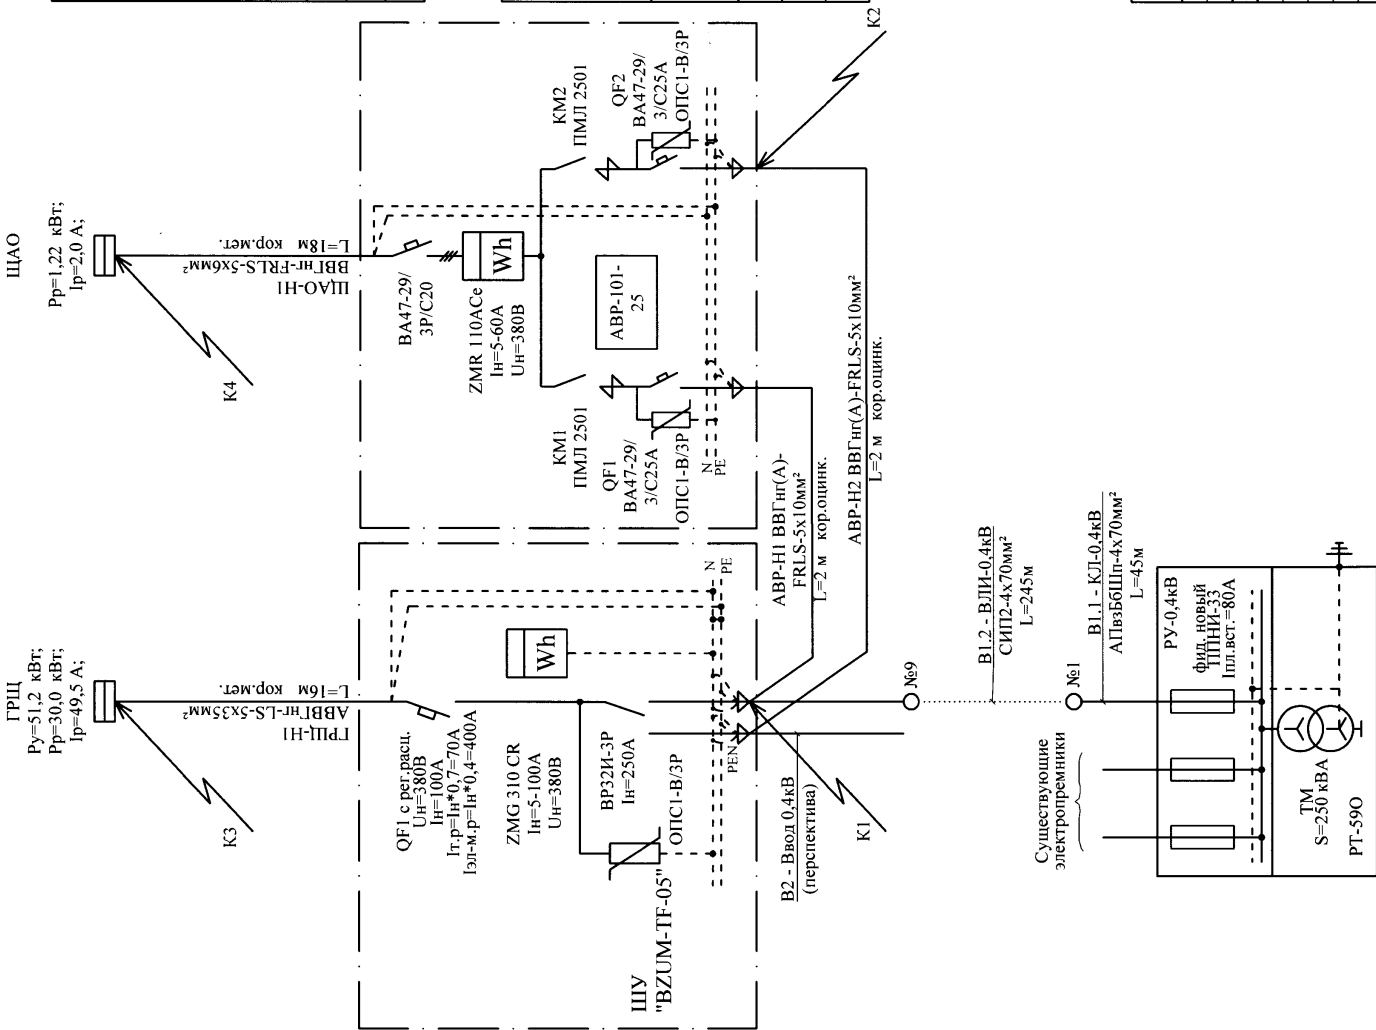 ЩАО
Рр=1,22 кВт;
Iр=2,0 А;
К4
ЩАО-Н1
ВВГнг-FRLS-5х6мм²
L=18м кор.мет.
ВА47-29/
3Р/С20
ZMR 110ACe
Iн=5-60А
Uн=380В
АВР-101-
25
КМ2
ПМЛ 2501
QF2
ВА47-29/
3/С25А
ОПС1-В/3Р
К2
КМ1
ПМЛ 2501
QF1
ВА47-29/
3/С25А
ОПС1-В/3Р
N
PE
АВР-Н1 ВВГнг(А)-
FRLS-5х10мм²
L=2 м кор.оцинк.
АВР-Н2 ВВГнг(А)-FRLS-5х10мм²
L=2 м кор.оцинк.
ГРЩ
Ру=51,2 кВт;
Рр=30,0 кВт;
Iр=49,5 А;
К3
ГРЩ-Н1
АВВГнг-LS-5х35мм²
L=16м кор.мет.
QF1 с рег.расц.
Uн=380В
Iн=100А
Iт.р=Iн*0,7=70А
Iэл-м.р=Iн*0,4=400А
ZMG 310 CR
Iн=5-100А
Uн=380В
Wh
Wh
ВР32И-3Р
Iн=250А
ОПС1-В/3Р
N
PE
PEN
ШУ
"BZUM-TF-05"
В2 - Ввод 0,4кВ
(перспектива)
К1
№9
В1.2 - ВЛИ-0,4кВ
СИП2-4х70мм²
L=245м
№1
В1.1 - КЛ-0,4кВ
АПвзБбШп-4х70мм²
L=45м
Существующие
электропремники
РУ-0,4кВ
фид. новый
ППНИ-33
Iпл.вст.=80А
ТМ
S=250 кВА
РТ-590